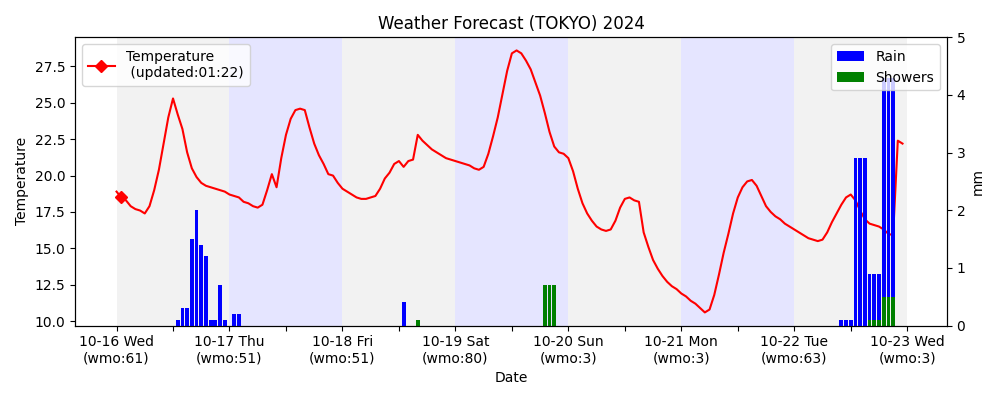 Weather Forecast (TOKYO) 2024
Temperature
(updated:01:22)
Rain
Showers
Temperature
27.5
25.0
22.5
20.0
17.5
15.0
12.5
10.0
5
4
3
2
1
0
mm
10-16 Wed
(wmo:61)
10-17 Thu
(wmo:51)
10-18 Fri
(wmo:51)
10-19 Sat
(wmo:80)
10-20 Sun
(wmo:3)
10-21 Mon
(wmo:3)
10-22 Tue
(wmo:63)
10-23 Wed
(wmo:3)
Date